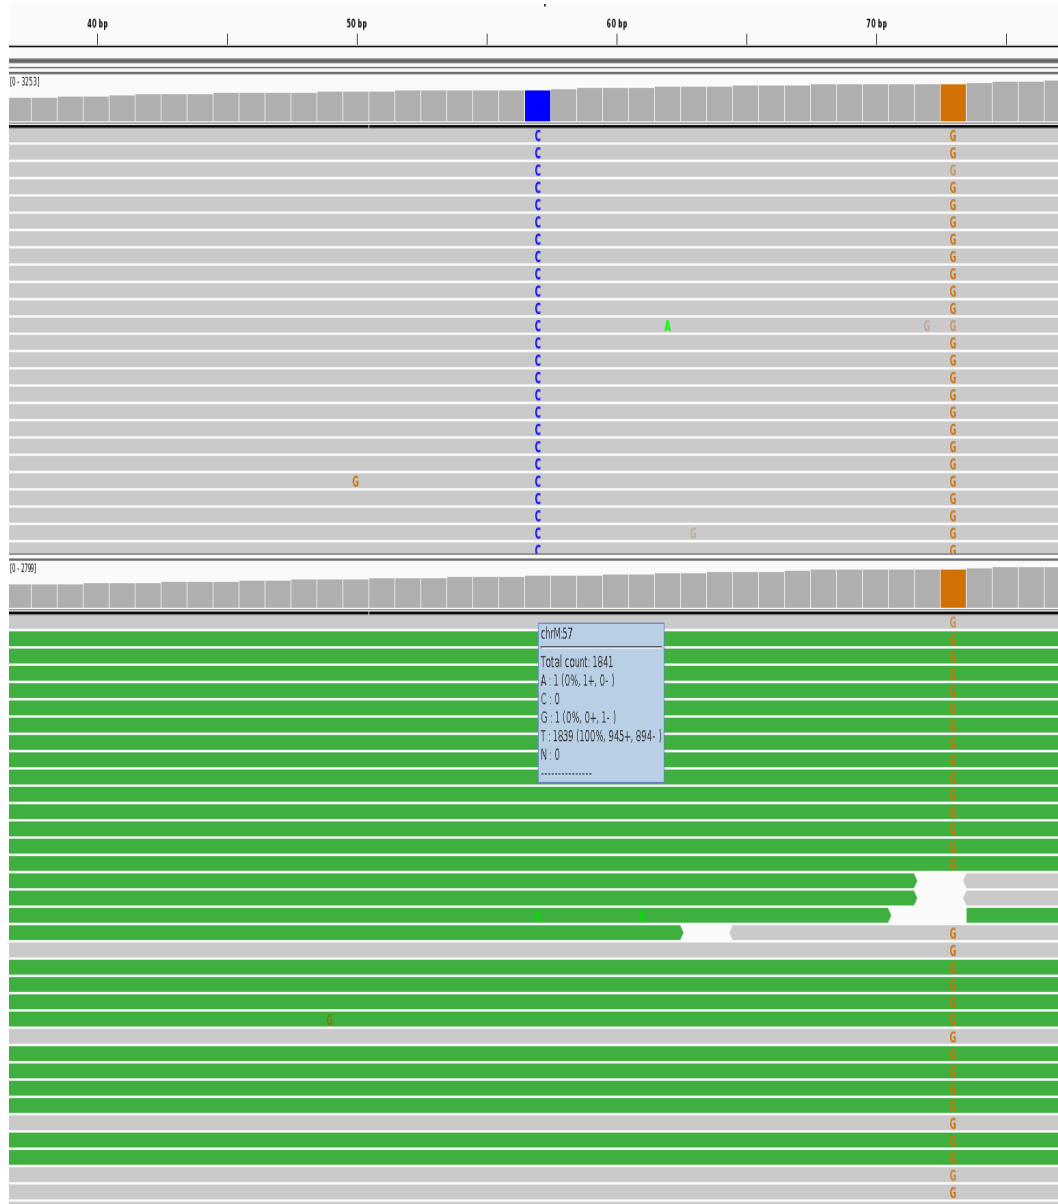 40 bp 50 bp 60 bp 70 bp
[0 - 3253]
C G
C G
C G
C G
C G
C G
C G
C G
C G
C G
C G
C A G G
C G
C G
C G
C G
C G
C G
C G
C G
G C G
C G
C G
C G G
C G
[0 - 2799]
G
chrM:57
Total count: 1841
A : 1 (0%, 1+, 0- )
C : 0
G : 1 (0%, 0+, 1- )
T : 1839 (100%, 945+, 894- )
N : 0
---------------
G
G
G
G
G
G
G
G
G
G
G
G
G
G
A A
G
G
G
G
G
G G
G
G
G
G
G
G
G
G
G
G